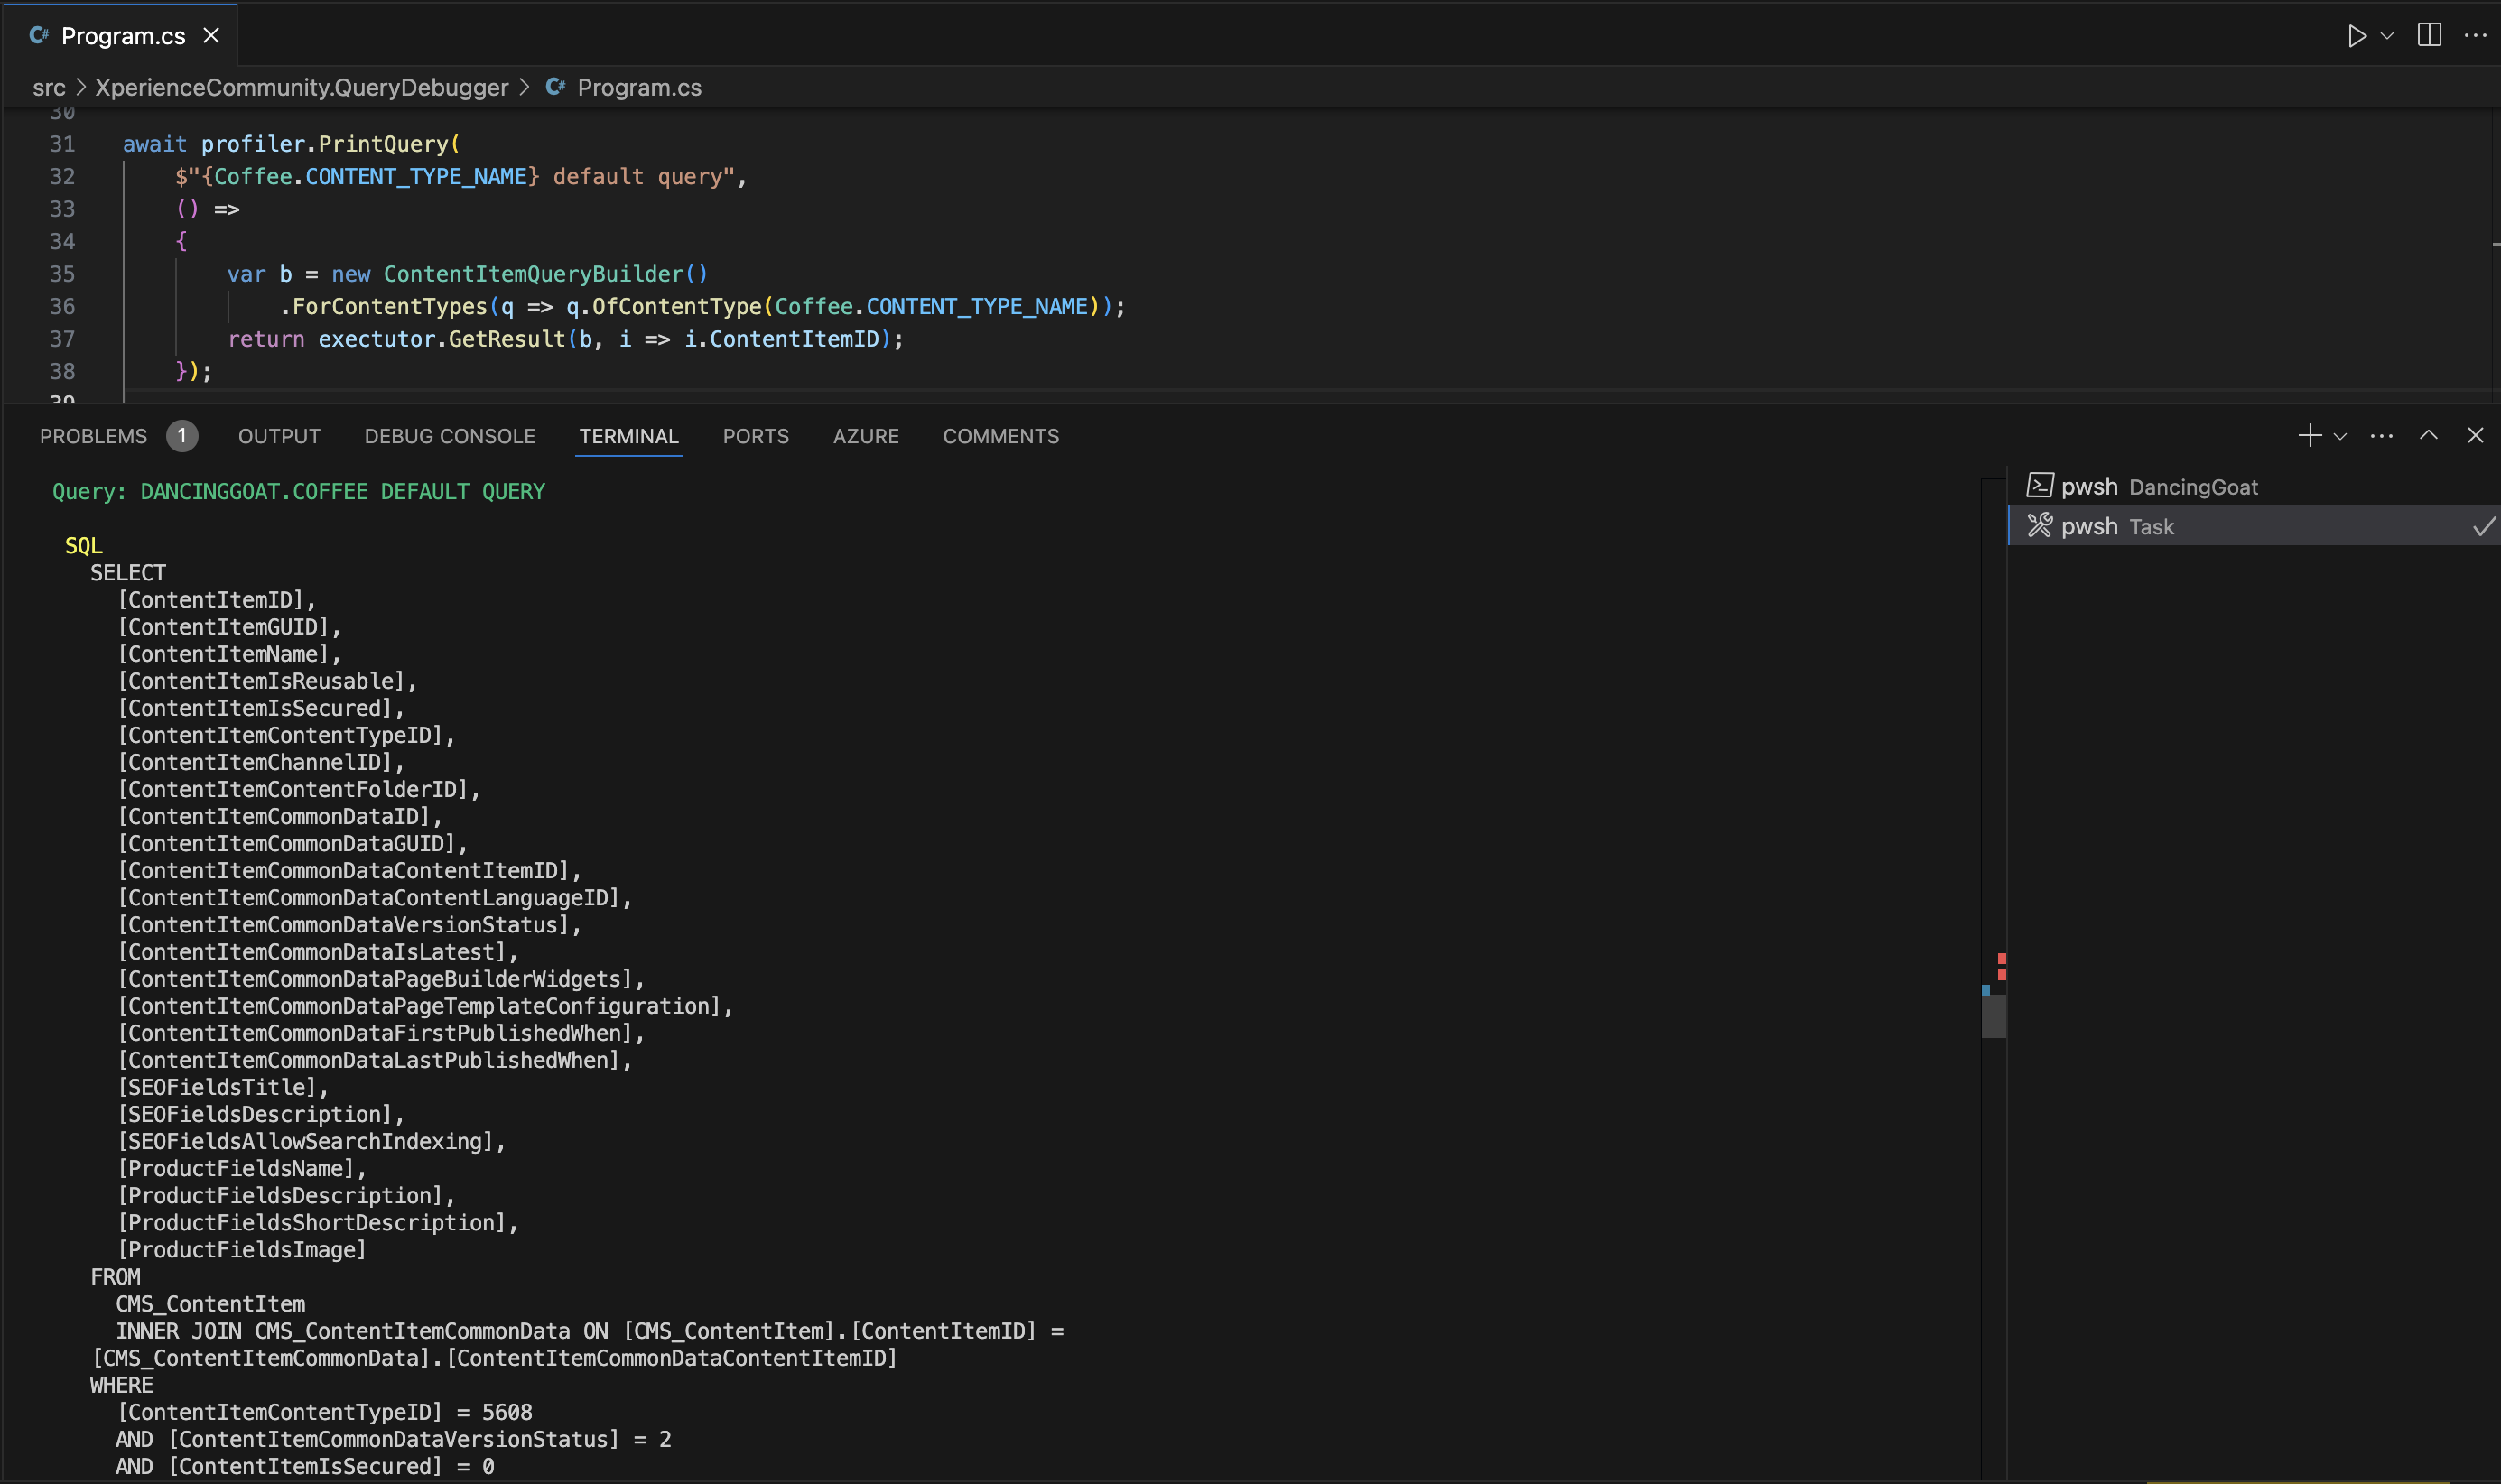 C# Program.cs
src > XperienceCommunity.QueryDebugger > C# Program.cs
30
31 await profiler.PrintQuery(
32 $"{Coffee.CONTENT_TYPE_NAME} default query",
33 () =>
34 {
35 var b = new ContentItemQueryBuilder()
36 .ForContentTypes(q => q.OfContentType(Coffee.CONTENT_TYPE_NAME));
37 return exectutor.GetResult(b, i => i.ContentItemID);
38 });
39
PROBLEMS 1 OUTPUT DEBUG CONSOLE TERMINAL PORTS AZURE COMMENTS
pwsh DancingGoat
pwsh Task
Query: DANCINGGOAT.COFFEE DEFAULT QUERY
SQL
SELECT
[ContentItemID],
[ContentItemGUID],
[ContentItemName],
[ContentItemIsReusable],
[ContentItemIsSecured],
[ContentItemContentTypeID],
[ContentItemChannelID],
[ContentItemContentFolderID],
[ContentItemCommonDataID],
[ContentItemCommonDataGUID],
[ContentItemCommonDataContentItemID],
[ContentItemCommonDataContentLanguageID],
[ContentItemCommonDataVersionStatus],
[ContentItemCommonDataIsLatest],
[ContentItemCommonDataPageBuilderWidgets],
[ContentItemCommonDataPageTemplateConfiguration],
[ContentItemCommonDataFirstPublishedWhen],
[ContentItemCommonDataLastPublishedWhen],
[SEOFieldsTitle],
[SEOFieldsDescription],
[SEOFieldsAllowSearchIndexing],
[ProductFieldsName],
[ProductFieldsDescription],
[ProductFieldsShortDescription],
[ProductFieldsImage]
FROM
CMS_ContentItem
INNER JOIN CMS_ContentItemCommonData ON [CMS_ContentItem].[ContentItemID] =
[CMS_ContentItemCommonData].[ContentItemCommonDataContentItemID]
WHERE
[ContentItemContentTypeID] = 5608
AND [ContentItemCommonDataVersionStatus] = 2
AND [ContentItemIsSecured] = 0